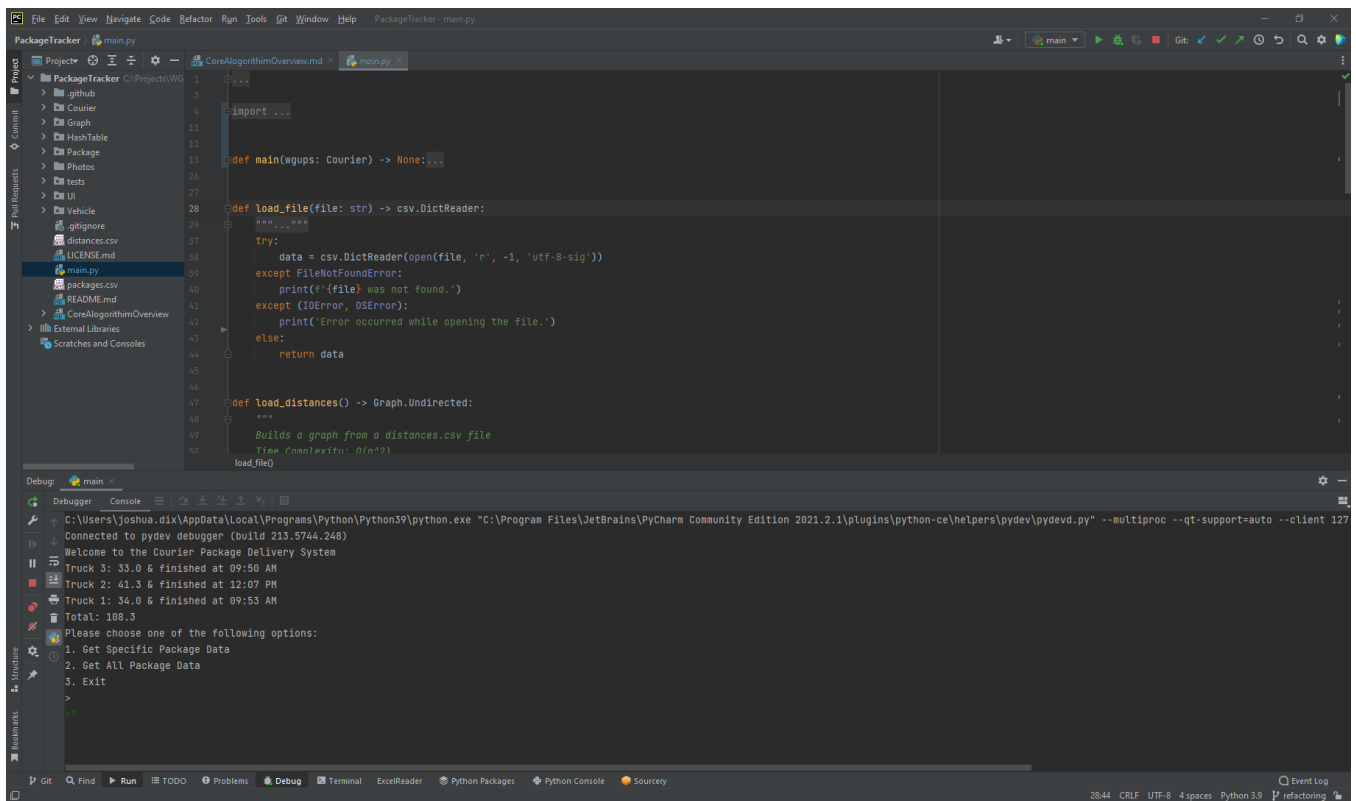 PC File Edit View Navigate Code Refactor Run Tools Git Window Help PackageTracker - main.py
PackageTracker main.py main Git:
Project CoreAlogorithimOverview.md main.py
Project
Commit
Pull Requests
PackageTracker C:\Projects\WG
.github
Courier
Graph
HashTable
Package
Photos
tests
UI
Vehicle
.gitignore
distances.csv
LICENSE.md
main.py
packages.csv
README.md
CoreAlogorithimOverview
External Libraries
Scratches and Consoles
1 ...
3
4 import ...
11
12
13 def main(wgups: Courier) -> None:...
26
27
28 def load_file(file: str) -> csv.DictReader:
29 """..."""
37 try:
38 data = csv.DictReader(open(file, 'r', -1, 'utf-8-sig'))
39 except FileNotFoundError:
40 print(f'{file} was not found.')
41 except (IOError, OSError):
42 print('Error occurred while opening the file.')
43 else:
44 return data
45
46
47 def load_distances() -> Graph.Undirected:
48 """
49 Builds a graph from a distances.csv file
50 Time Complexity: O(n^2)
load_file()
Debug: main
Debugger Console
C:\Users\joshua.dix\AppData\Local\Programs\Python\Python39\python.exe "C:\Program Files\JetBrains\PyCharm Community Edition 2021.2.1\plugins\python-ce\helpers\pydev\pydevd.py" --multiproc --qt-support=auto --client 127
Connected to pydev debugger (build 213.5744.248)
Welcome to the Courier Package Delivery System
Truck 3: 33.0 & finished at 09:50 AM
Truck 2: 41.3 & finished at 12:07 PM
Truck 1: 34.0 & finished at 09:53 AM
Total: 108.3
Please choose one of the following options:
1. Get Specific Package Data
2. Get All Package Data
3. Exit
>
>?
Structure
Bookmarks
Git Find Run TODO Problems Debug Terminal ExcelReader Python Packages Python Console Sourcery Event Log
28:44 CRLF UTF-8 4 spaces Python 3.9 refactoring